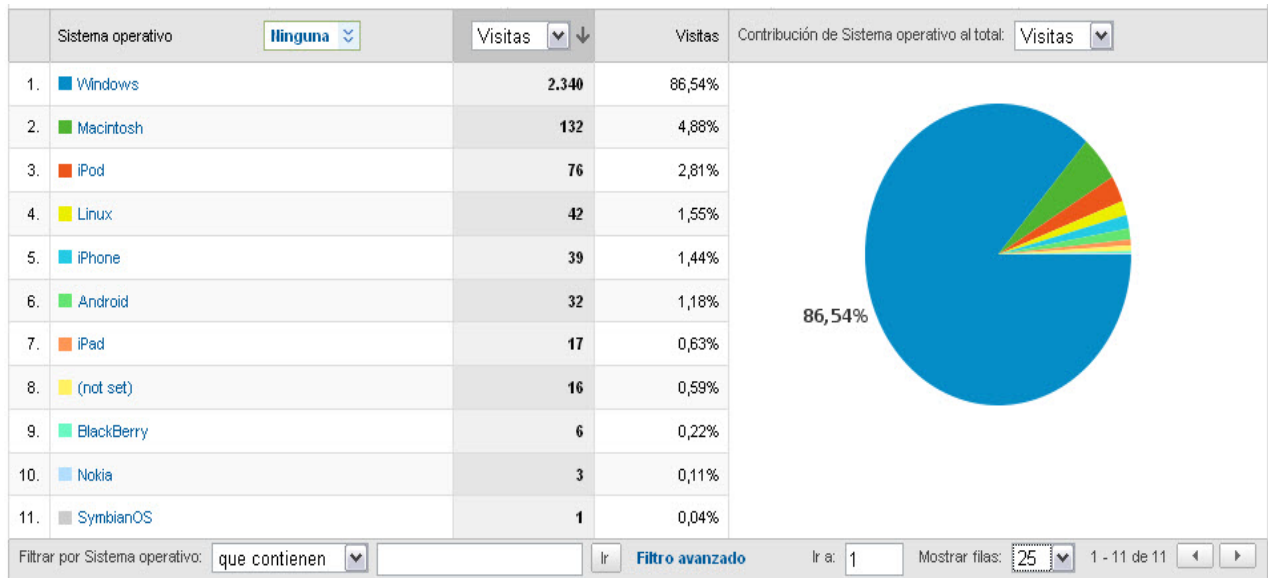 Sistema operativo Ninguna Visitas Visitas Contribución de Sistema operativo al total: Visitas
1. Windows 2.340 86,54%
2. Macintosh 132 4,88%
3. iPod 76 2,81%
4. Linux 42 1,55%
5. iPhone 39 1,44%
6. Android 32 1,18%
7. iPad 17 0,63%
8. (not set) 16 0,59%
9. BlackBerry 6 0,22%
10. Nokia 3 0,11%
11. SymbianOS 1 0,04%
86,54%
Filtrar por Sistema operativo: que contienen Ir Filtro avanzado Ir a: 1 Mostrar filas: 25 1 - 11 de 11